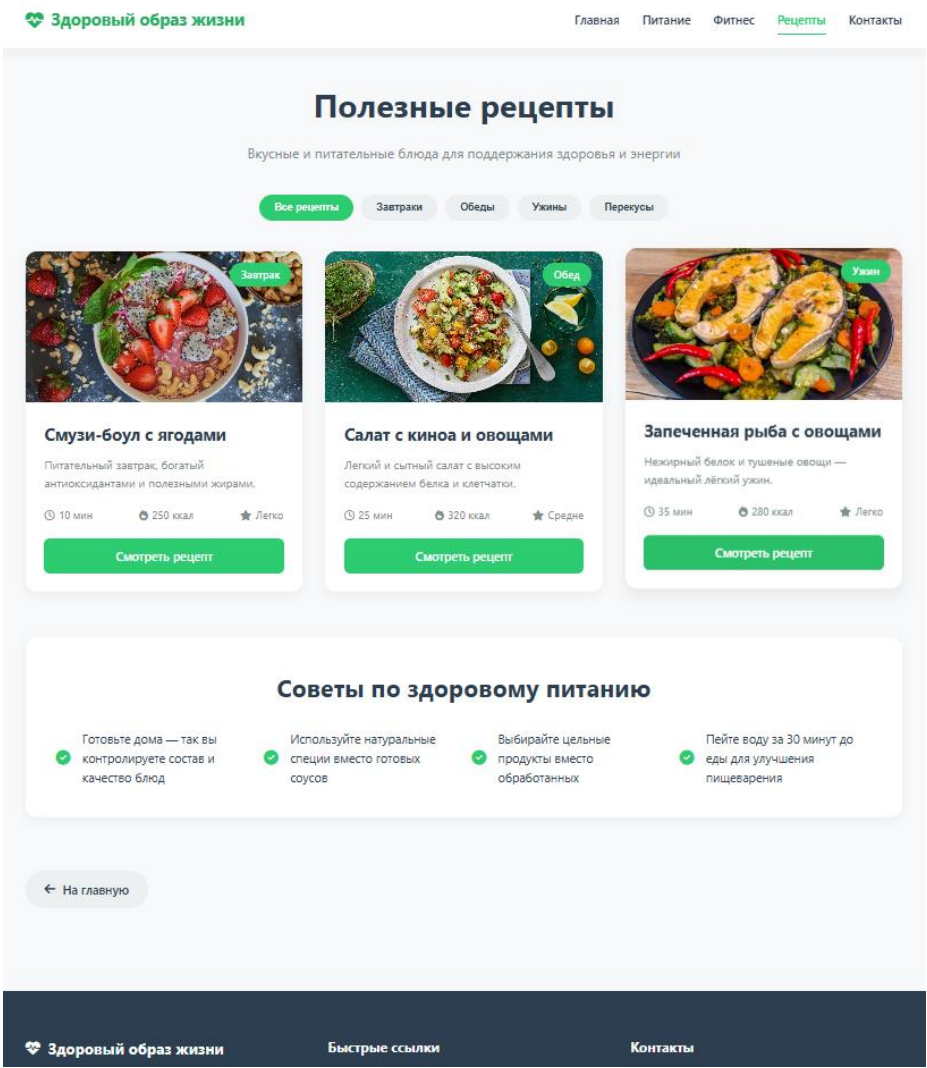 Здоровый образ жизни
Главная Питание Фитнес Рецепты Контакты
Полезные рецепты
Вкусные и питательные блюда для поддержания здоровья и энергии
Все рецепты Завтраки Обеды Ужины Перекусы
Завтрак
Смузи-боул с ягодами
Питательный завтрак, богатый
антиоксидантами и полезными жирами.
10 мин 250 ккал Легко
Смотреть рецепт
Обед
Салат с киноа и овощами
Легкий и сытный салат с высоким
содержанием белка и клетчатки.
25 мин 320 ккал Средне
Смотреть рецепт
Ужин
Запеченная рыба с овощами
Нежирный белок и тушеные овощи —
идеальный лёгкий ужин.
35 мин 280 ккал Легко
Смотреть рецепт
Советы по здоровому питанию
Готовьте дома — так вы
контролируете состав и
качество блюд
Используйте натуральные
специи вместо готовых
соусов
Выбирайте цельные
продукты вместо
обработанных
Пейте воду за 30 минут до
еды для улучшения
пищеварения
← На главную
Здоровый образ жизни
Быстрые ссылки
Контакты